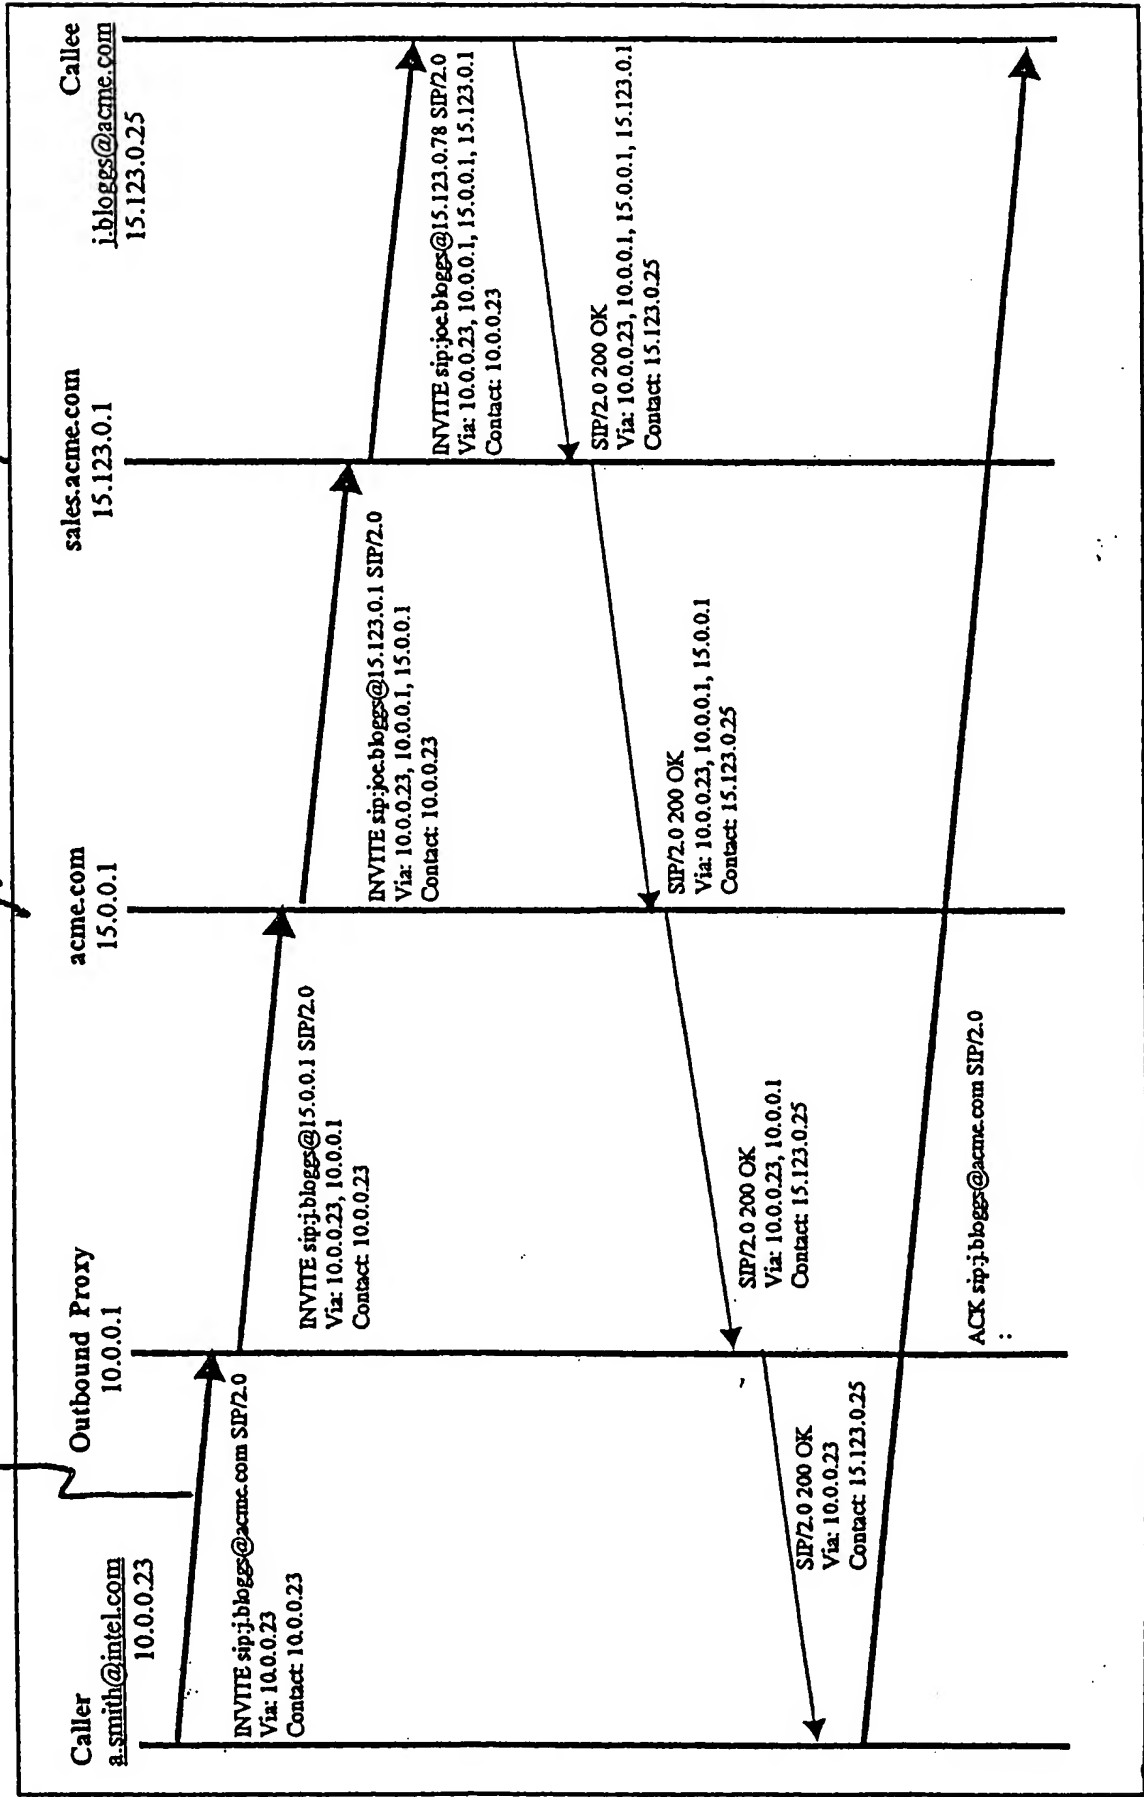 Caller
a.smith@intel.com
10.0.0.23
Outbound Proxy
10.0.0.1
acme.com
15.0.0.1
sales.acme.com
15.123.0.1
Callee
j.bloggs@acme.com
15.123.0.25
INVITE sip:j.bloggs@acme.com SIP/2.0
Via: 10.0.0.23
Contact: 10.0.0.23
INVITE sip:j.bloggs@15.0.0.1 SIP/2.0
Via: 10.0.0.23, 10.0.0.1
Contact: 10.0.0.23
INVITE sip:joe.bloggs@15.123.0.1 SIP/2.0
Via: 10.0.0.23, 10.0.0.1, 15.0.0.1
Contact: 10.0.0.23
INVITE sip:joe.bloggs@15.123.0.78 SIP/2.0
Via: 10.0.0.23, 10.0.0.1, 15.0.0.1, 15.123.0.1
Contact: 10.0.0.23
SIP/2.0 200 OK
Via: 10.0.0.23, 10.0.0.1, 15.0.0.1, 15.123.0.1
Contact: 15.123.0.25
SIP/2.0 200 OK
Via: 10.0.0.23, 10.0.0.1, 15.0.0.1
Contact: 15.123.0.25
SIP/2.0 200 OK
Via: 10.0.0.23, 10.0.0.1
Contact: 15.123.0.25
SIP/2.0 200 OK
Via: 10.0.0.23
Contact: 15.123.0.25
ACK sip:j.bloggs@acme.com SIP/2.0
: